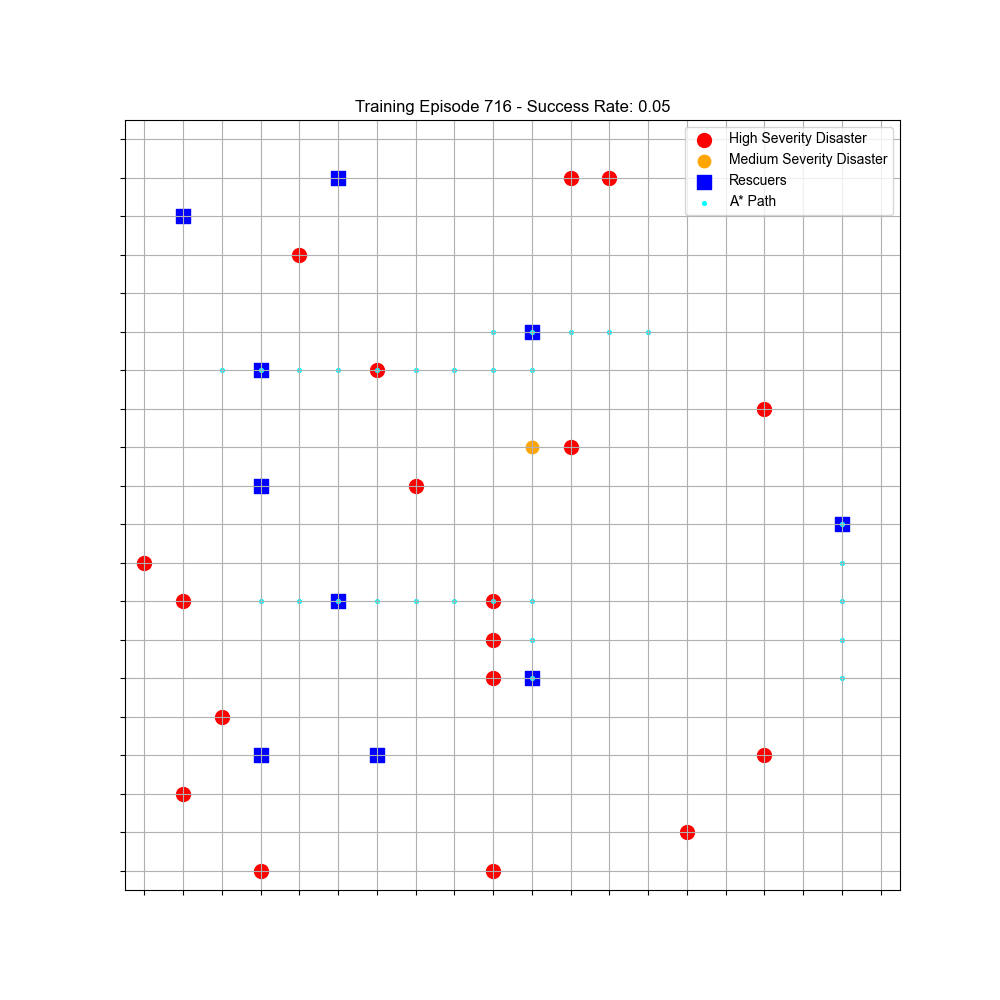 Training Episode 716 - Success Rate: 0.05
High Severity Disaster
Medium Severity Disaster
Rescuers
A* Path